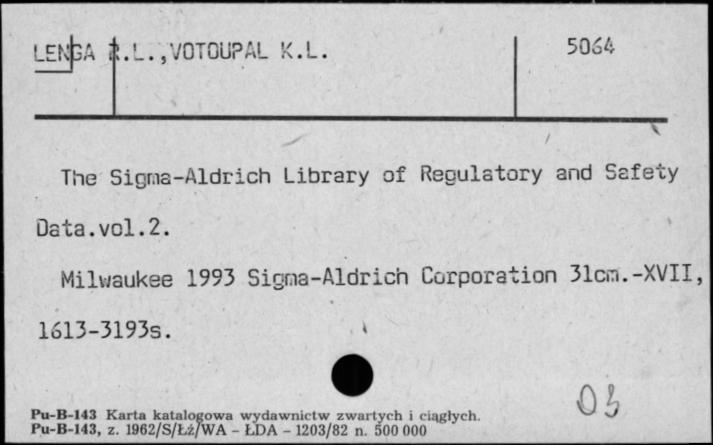 LENGA R.L.,VOTOUPAL K.L. 5064
The Sigma-Aldrich Library of Regulatory and Safety
Data.vol.2.
Milwaukee 1993 Sigma-Aldrich Corporation 31cm.-XVII,
1613-3193s.
03
Pu-B-143 Karta katalogowa wydawnictw zwartych i ciągłych.
Pu-B-143, z. 1962/S/Łż/WA - ŁDA - 1203/82 n. 500 000